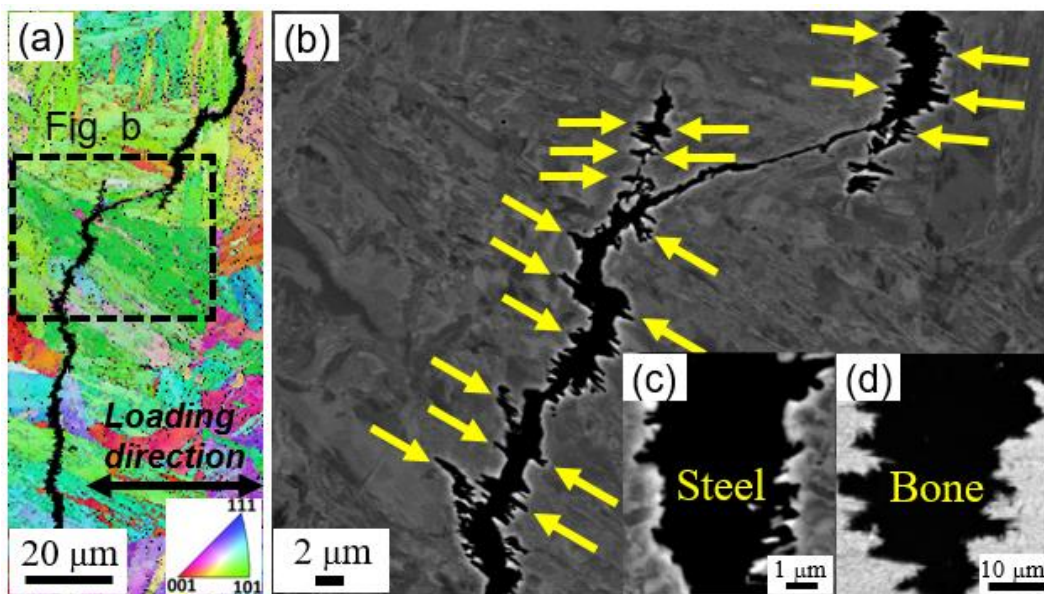 (a)
Fig. b
Loading
direction
111
001
101
20 μm
(b)
2 μm
(c)
Steel
1 μm
(d)
Bone
10 μm